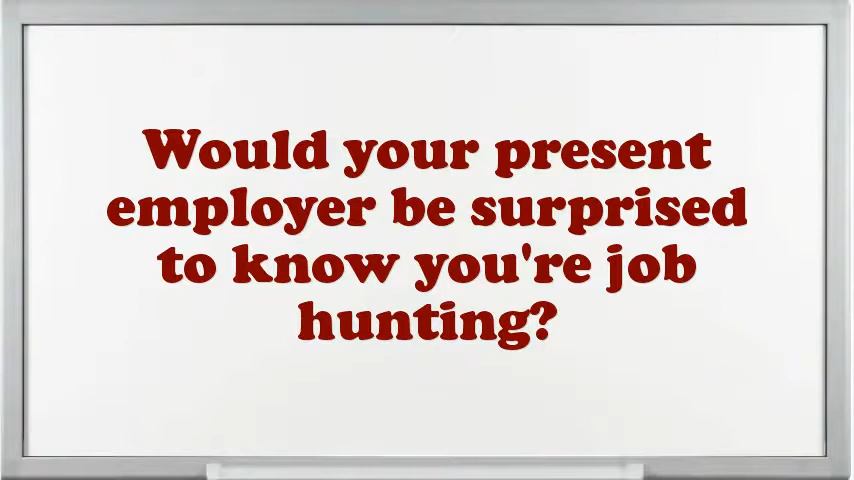 Would your present
employer be surprised
to know you're job
hunting?